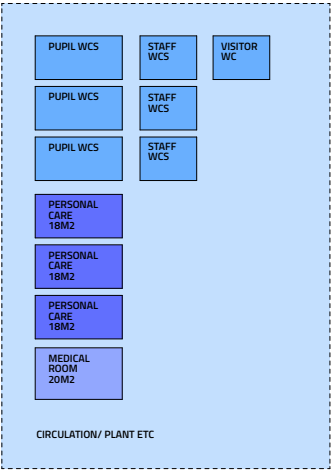 PUPIL WCS
STAFF
WCS
VISITOR
WC
PUPIL WCS
STAFF
WCS
PUPIL WCS
STAFF
WCS
PERSONAL
CARE
18M2
PERSONAL
CARE
18M2
PERSONAL
CARE
18M2
MEDICAL
ROOM
20M2
CIRCULATION/ PLANT ETC